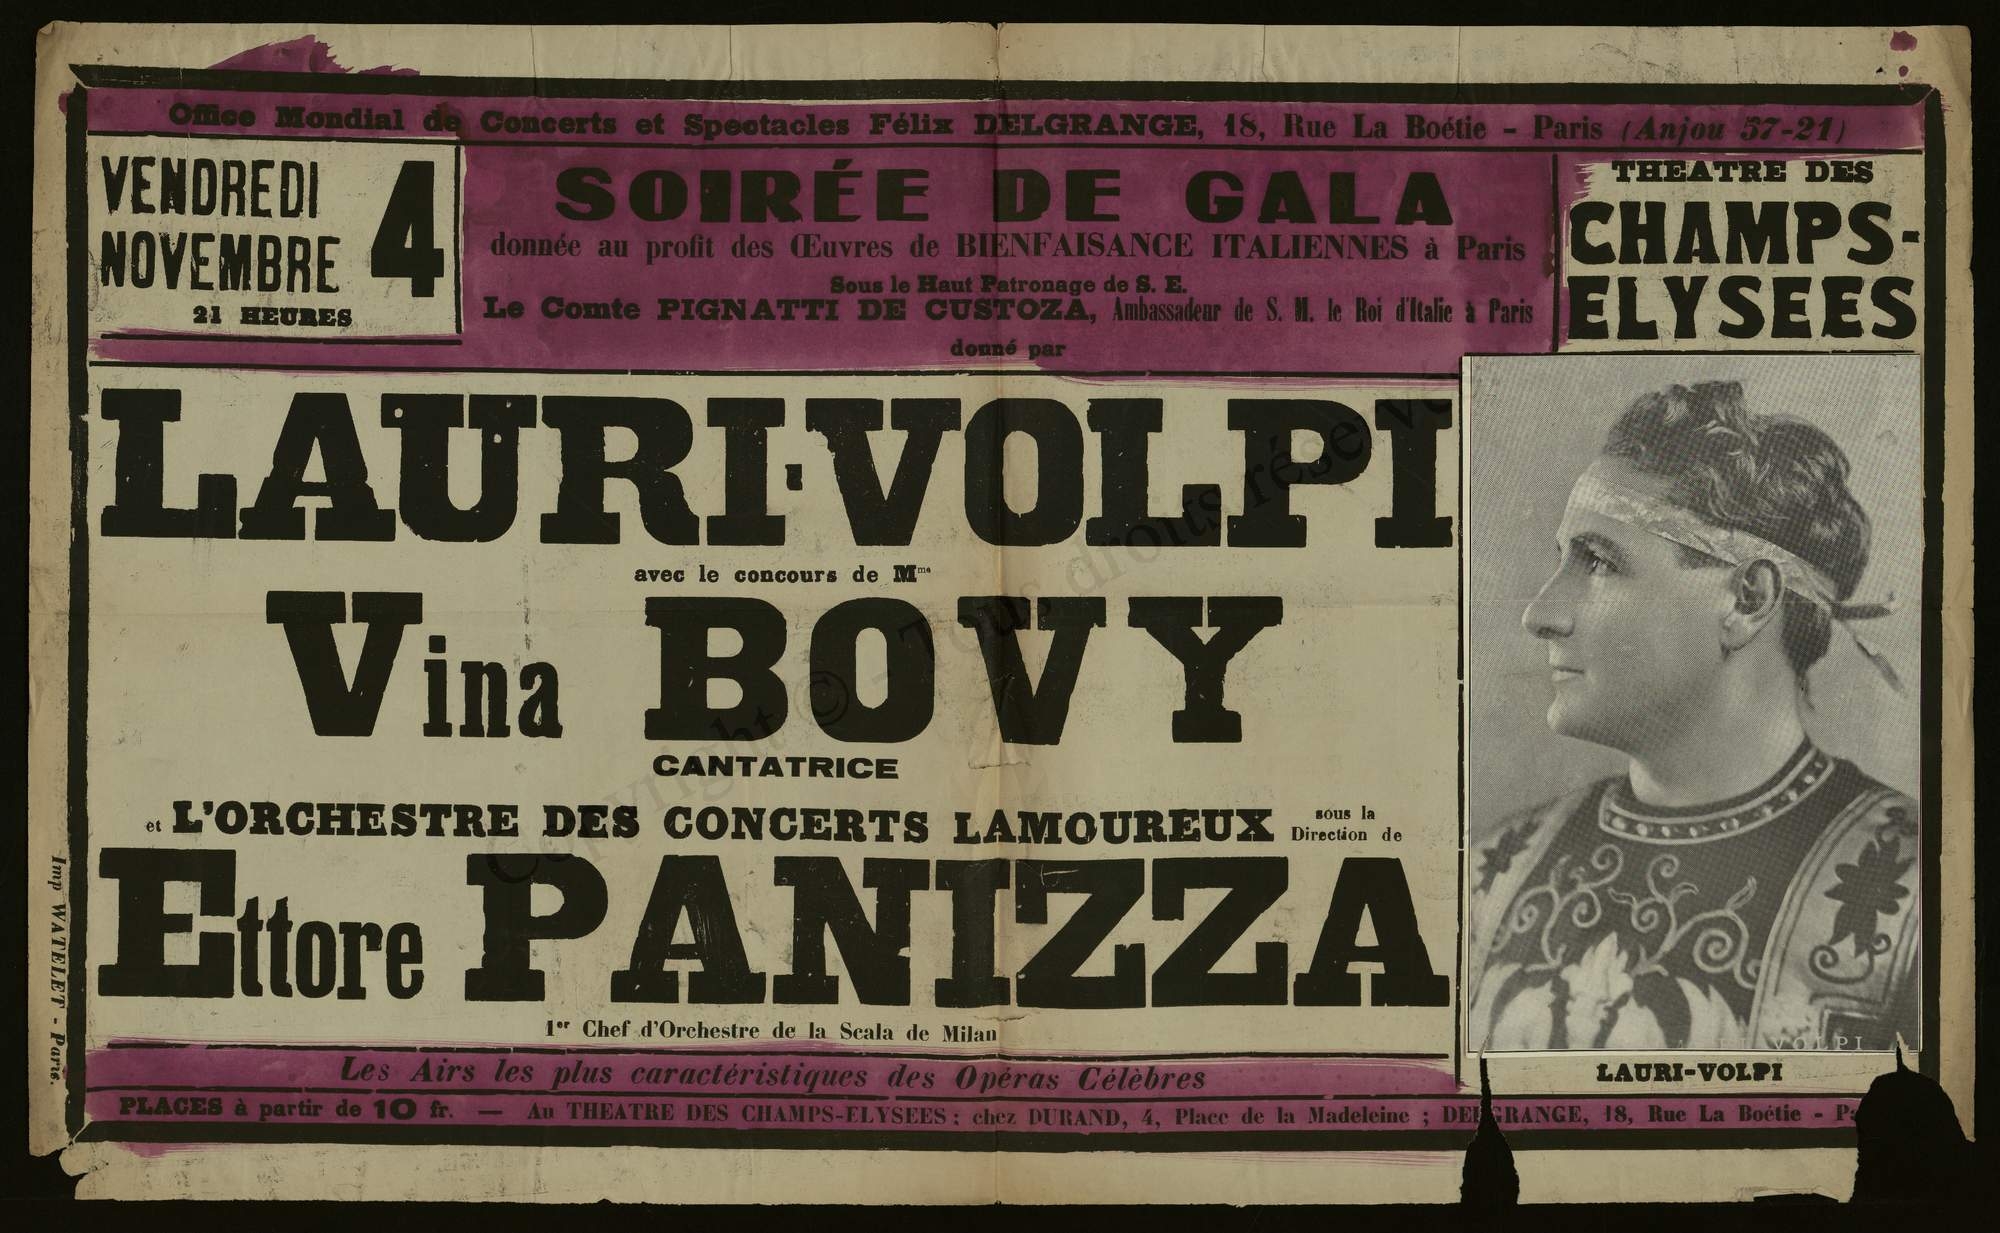 Office Mondial de Concerts et Spectacles Félix DELGRANGE, 18, Rue La Boétie - Paris (Anjou 57-21)
VENDREDI
NOVEMBRE 4
21 HEURES
SOIRÉE DE GALA
donnée au profit des Œuvres de BIENFAISANCE ITALIENNES à Paris
Sous le Haut Patronage de S. E.
Le Comte PIGNATTI DE CUSTOZA, Ambassadeur de S. M. le Roi d'Italie à Paris
donné par
THEATRE DES
CHAMPS-
ELYSEES
LAURI-VOLPI
avec le concours de Mme
Vina BOVY
CANTATRICE
et L'ORCHESTRE DES CONCERTS LAMOUREUX sous la Direction de
Ettore PANIZZA
1er Chef d'Orchestre de la Scala de Milan
VOLPI
LAURI-VOLPI
Les Airs les plus caractéristiques des Opéras Célèbres
PLACES à partir de 10 fr. — Au THEATRE DES CHAMPS-ELYSEES ; chez DURAND, 4, Place de la Madeleine ; DELGRANGE, 18, Rue La Boétie -
Imp WATELET - Paris.
Copyright © - Tous droits réservés